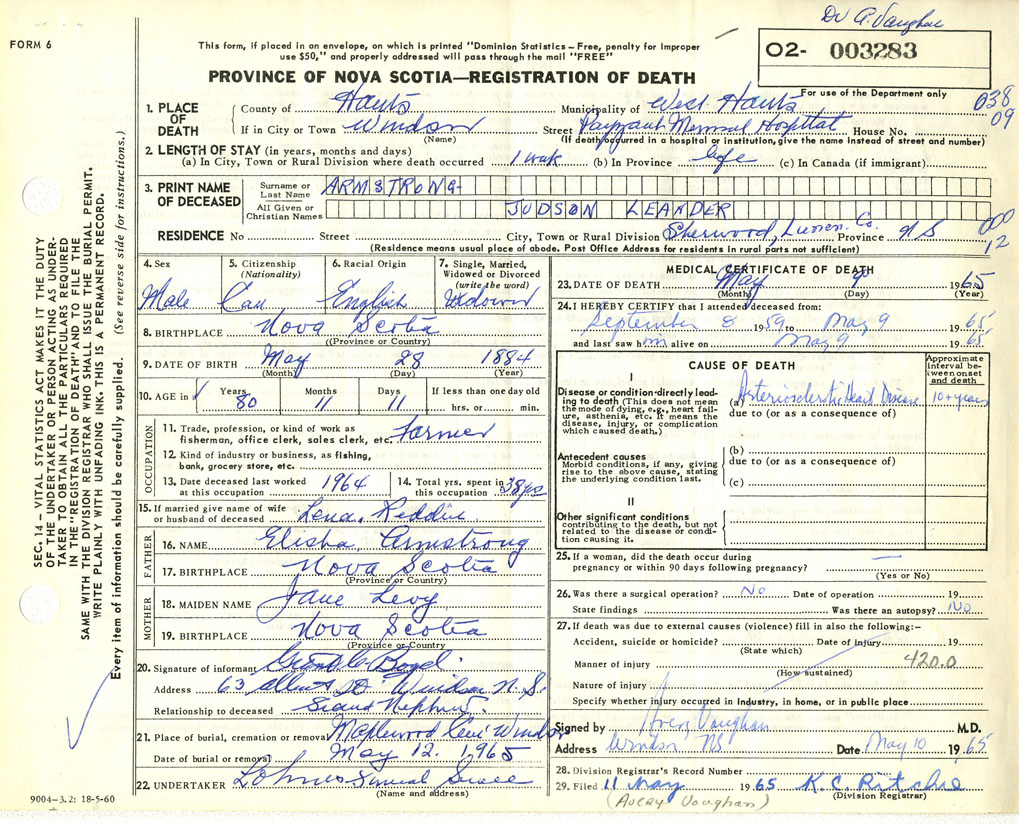 Dr A. Vaughan
FORM 6
This form, if placed in an envelope, on which is printed "Dominion Statistics – Free, penalty for improper
use $50," and properly addressed will pass through the mail "FREE"
O2- 003283
For use of the Department only
PROVINCE OF NOVA SCOTIA—REGISTRATION OF DEATH
038
09
1. PLACE OF DEATH
County of Hants Municipality of West Hants
If in City or Town Windsor Street Payzant Memorial Hospital House No.
(Name) (If death occurred in a hospital or institution, give the name instead of street and number)
2. LENGTH OF STAY (in years, months and days)
(a) In City, Town or Rural Division where death occurred 1 wek (b) In Province Life (c) In Canada (if immigrant)
3. PRINT NAME OF DECEASED
Surname or Last Name ARMSTRONG
All Given or Christian Names JUDSON LEANDER
000
12
RESIDENCE No Street City, Town or Rural Division Sherwood, Lunen. Co. Province N S
(Residence means usual place of abode. Post Office Address for residents in rural parts not sufficient)
4. Sex Male
5. Citizenship (Nationality) Can
6. Racial Origin English
7. Single, Married, Widowed or Divorced (write the word) Widower
8. BIRTHPLACE Nova Scotia
((Province or Country)
9. DATE OF BIRTH May 28 1884
(Month) (Day) (Year)
10. AGE in Years 80 Months 11 Days 11 If less than one day old
hrs. or min.
OCCUPATION
11. Trade, profession, or kind of work as
fisherman, office clerk, sales clerk, etc. Farmer
12. Kind of industry or business, as fishing,
bank, grocery store, etc.
13. Date deceased last worked
at this occupation 1964
14. Total yrs. spent in
this occupation 38 yrs
15. If married give name of wife
or husband of deceased Lena Reddin
FATHER
16. NAME Elisha Armstrong
17. BIRTHPLACE Nova Scotia
(Province or Country)
MOTHER
18. MAIDEN NAME Jane Levy
19. BIRTHPLACE Nova Scotia
(Province or Country
20. Signature of informant Boyd
Address 63 Albert St Windsor N.S.
Relationship to deceased Grand Nephew
21. Place of burial, cremation or removal Maplewood Cem Windsor
Date of burial or removal May 12. 1965
22. UNDERTAKER Lohnes Funeral Service
(Name and address)
9004–3.2: 18-5-60
MEDICAL CERTIFICATE OF DEATH
23. DATE OF DEATH May 9 1965
(Month) (Day) (Year)
24. I HEREBY CERTIFY that I attended deceased from:
September 8 1959 to May 9 1965
and last saw him alive on May 9 1965.
CAUSE OF DEATH
Approximate interval between onset and death
I
Disease or condition directly leading to death (This does not mean the mode of dying, e.g., heart failure, asthenia, etc. It means the disease, injury, or complication which caused death.)
(a) Arteriosclerotic Heart Disease 10+ years
due to (or as a consequence of)
Antecedent causes
Morbid conditions, if any, giving rise to the above cause, stating the underlying condition last.
(b)
due to (or as a consequence of)
(c)
II
Other significant conditions
contributing to the death, but not related to the disease or condition causing it.
25. If a woman, did the death occur during
pregnancy or within 90 days following pregnancy? —
(Yes or No)
26. Was there a surgical operation? No Date of operation 19
State findings Was there an autopsy? No
27. If death was due to external causes (violence) fill in also the following:-
Accident, suicide or homicide? Date of injury 19
(State which)
Manner of injury 420.0
(How sustained)
Nature of injury
Specify whether injury occurred in industry, in home, or in public place
Signed by Avery Vaughan M.D.
Address Windsor NS Date May 10 1965
28. Division Registrar's Record Number
29. Filed 11 May 1965 K.C. Ritchie
(Division Registrar)
(Avery Vaughan)
SEC. 14 – VITAL STATISTICS ACT MAKES IT THE DUTY
OF THE UNDERTAKER OR PERSON ACTING AS UNDER-
TAKER TO OBTAIN ALL THE PARTICULARS REQUIRED
IN THE "REGISTRATION OF DEATH" AND TO FILE THE
SAME WITH THE DIVISION REGISTRAR WHO SHALL ISSUE THE BURIAL PERMIT.
WRITE PLAINLY WITH UNFADING INK. THIS IS A PERMANENT RECORD.
Every item of information should be carefully supplied. (See reverse side for instructions.)